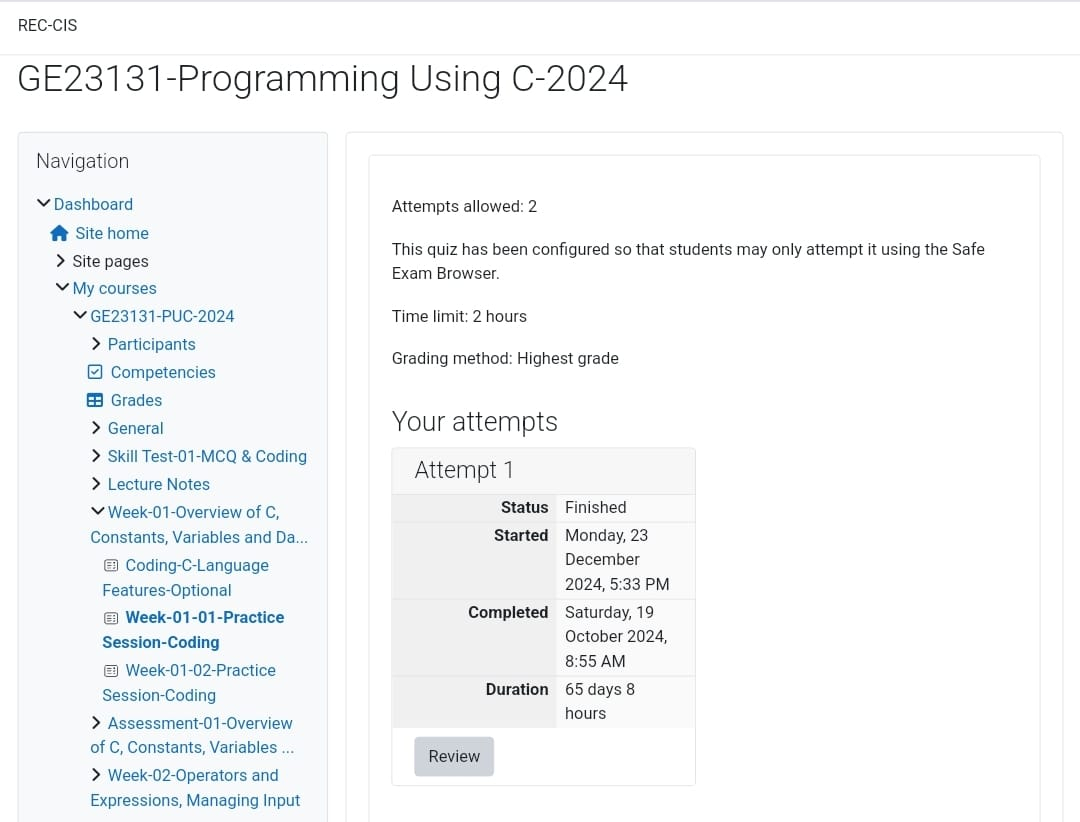 REC-CIS
GE23131-Programming Using C-2024
Navigation
Dashboard
Site home
Site pages
My courses
GE23131-PUC-2024
Participants
Competencies
Grades
General
Skill Test-01-MCQ & Coding
Lecture Notes
Week-01-Overview of C,
Constants, Variables and Da...
Coding-C-Language
Features-Optional
Week-01-01-Practice
Session-Coding
Week-01-02-Practice
Session-Coding
Assessment-01-Overview
of C, Constants, Variables ...
Week-02-Operators and
Expressions, Managing Input
Attempts allowed: 2
This quiz has been configured so that students may only attempt it using the Safe
Exam Browser.
Time limit: 2 hours
Grading method: Highest grade
Your attempts
Attempt 1
Status Finished
Started Monday, 23
December
2024, 5:33 PM
Completed Saturday, 19
October 2024,
8:55 AM
Duration 65 days 8
hours
Review